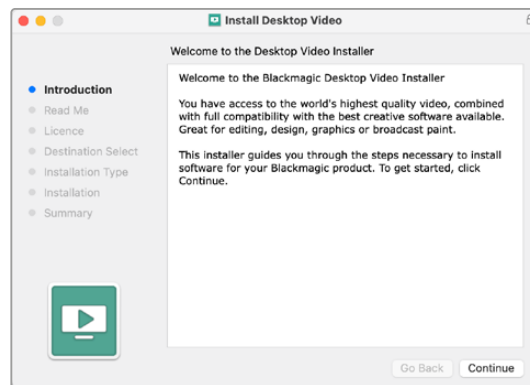 Install Desktop Video
Welcome to the Desktop Video Installer
Introduction
Read Me
Licence
Destination Select
Installation Type
Installation
Summary
Welcome to the Blackmagic Desktop Video Installer
You have access to the world's highest quality video, combined
with full compatibility with the best creative software available.
Great for editing, design, graphics or broadcast paint.
This installer guides you through the steps necessary to install
software for your Blackmagic product. To get started, click
Continue.
Go Back
Continue